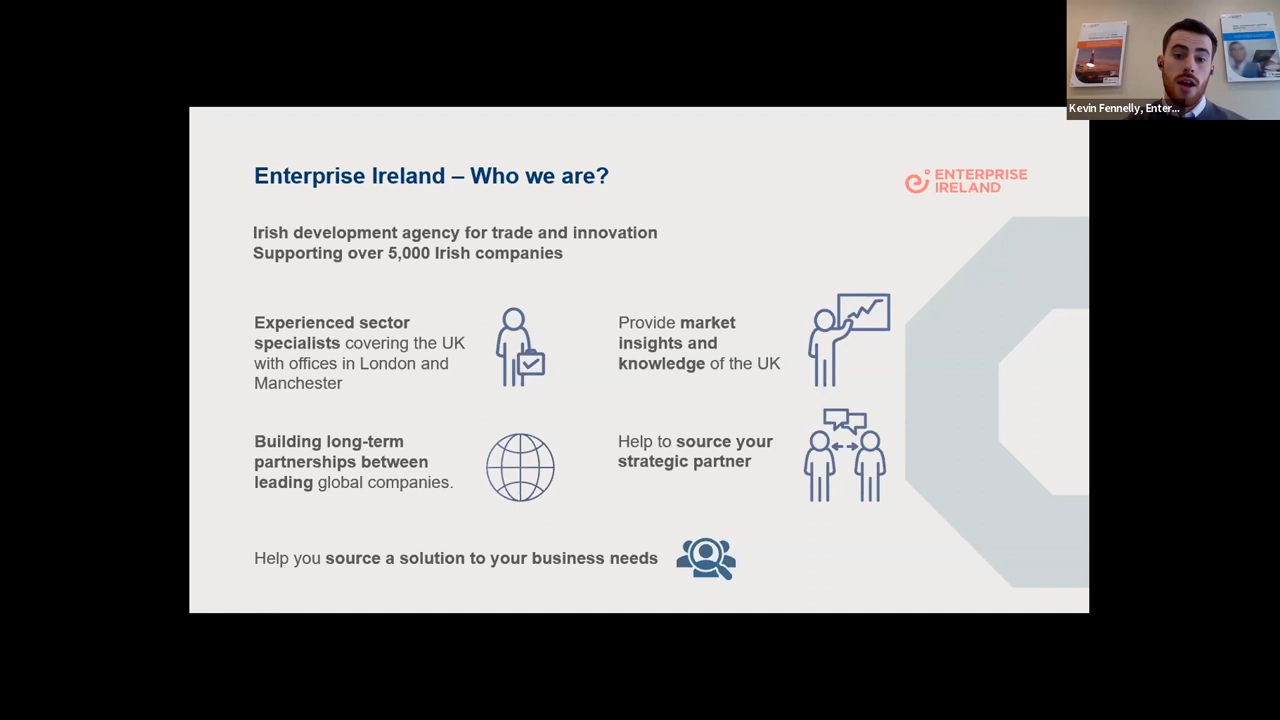 Kevin Fennelly, Enter...
Enterprise Ireland – Who we are?
ENTERPRISE
IRELAND
Irish development agency for trade and innovation
Supporting over 5,000 Irish companies
Experienced sector
specialists covering the UK
with offices in London and
Manchester
Provide market
insights and
knowledge of the UK
Building long-term
partnerships between
leading global companies.
Help to source your
strategic partner
Help you source a solution to your business needs